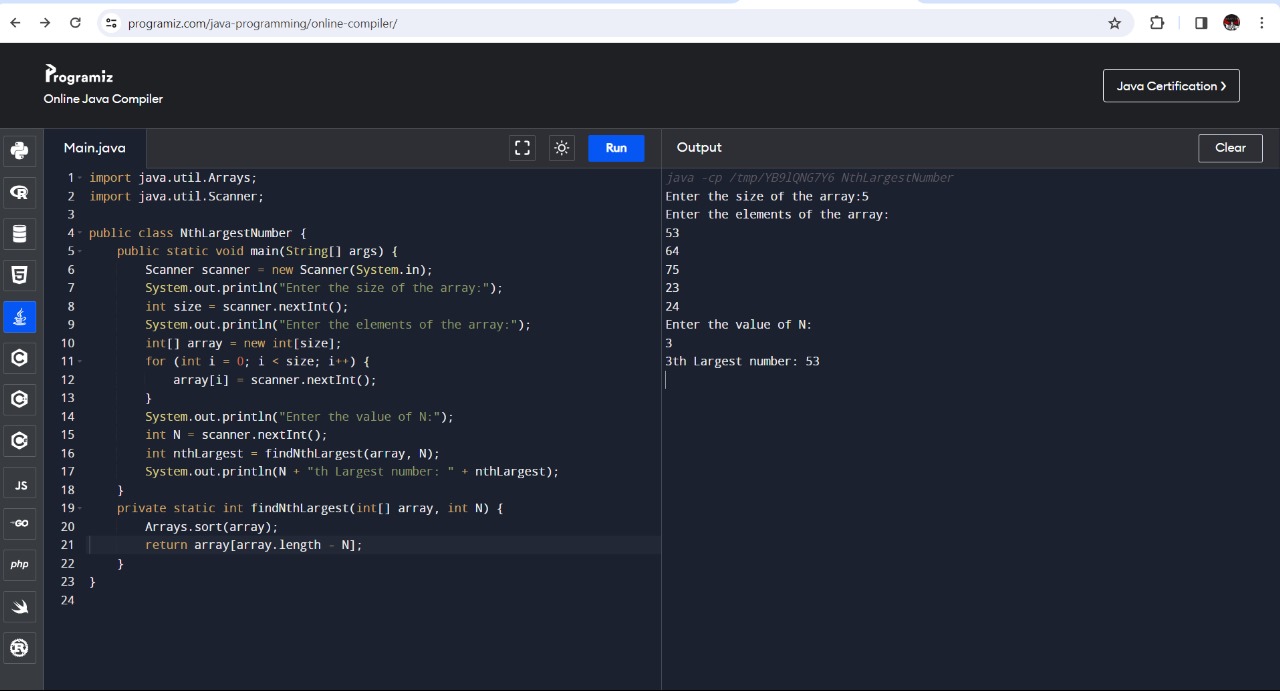 programiz.com/java-programming/online-compiler/
Programiz
Online Java Compiler
Java Certification ❯
Main.java
Run
Output
Clear
1 import java.util.Arrays;
2 import java.util.Scanner;
3
4 public class NthLargestNumber {
5     public static void main(String[] args) {
6         Scanner scanner = new Scanner(System.in);
7         System.out.println("Enter the size of the array:");
8         int size = scanner.nextInt();
9         System.out.println("Enter the elements of the array:");
10         int[] array = new int[size];
11         for (int i = 0; i < size; i++) {
12             array[i] = scanner.nextInt();
13         }
14         System.out.println("Enter the value of N:");
15         int N = scanner.nextInt();
16         int nthLargest = findNthLargest(array, N);
17         System.out.println(N + "th Largest number: " + nthLargest);
18     }
19     private static int findNthLargest(int[] array, int N) {
20         Arrays.sort(array);
21         return array[array.length - N];
22     }
23 }
24
java -cp /tmp/YB9lQNG7Y6 NthLargestNumber
Enter the size of the array:5
Enter the elements of the array:
53
64
75
23
24
Enter the value of N:
3
3th Largest number: 53
R
5
C
C
C
JS
GO
php
R